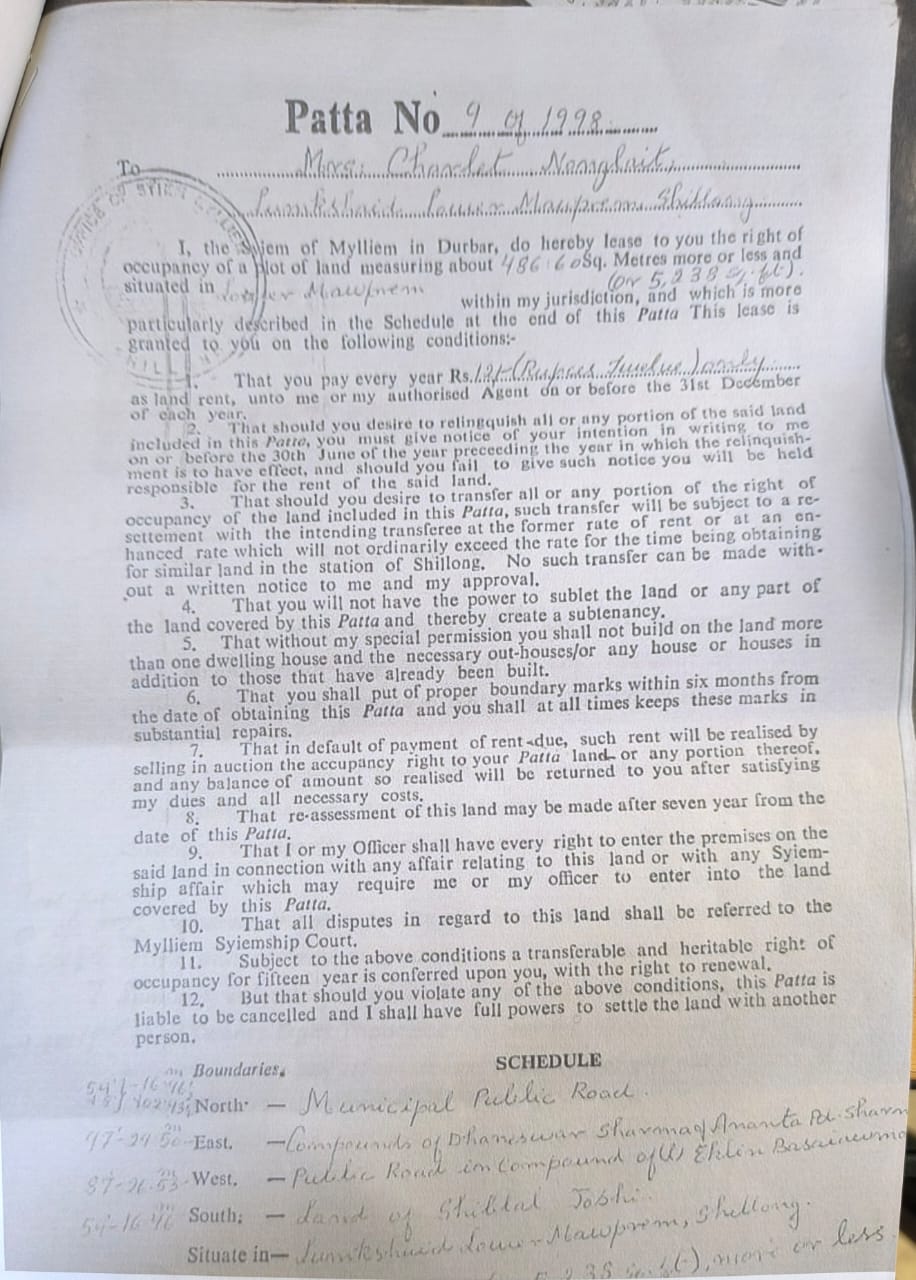 Patta No 9 of 1998
To Mrs. Charlet Nonglait,
Lumkshaid Lower Mawprem Shillong
I, the Syiem of Mylliem in Durbar, do hereby lease to you the right of
occupancy of a plot of land measuring about 486.60 Sq. Metres more or less and
(or 5,238 sq. ft).
situated in Lower Mawprem
within my jurisdiction, and which is more
particularly described in the Schedule at the end of this Patta This lease is
granted to you on the following conditions:-
1. That you pay every year Rs. 12/- (Rupees Twelve) only
as land rent, unto me or my authorised Agent on or before the 31st December
of each year.
2. That should you desire to relingquish all or any portion of the said land
included in this Patta, you must give notice of your intention in writing to me
on or before the 30th June of the year preceeding the year in which the relinquish-
ment is to have effect, and should you fail to give such notice you will be held
responsible for the rent of the said land.
3. That should you desire to transfer all or any portion of the right of
occupancy of the land included in this Patta, such transfer will be subject to a re-
settement with the intending transferee at the former rate of rent or at an en-
hanced rate which will not ordinarily exceed the rate for the time being obtaining
for similar land in the station of Shillong. No such transfer can be made with-
out a written notice to me and my approval.
4. That you will not have the power to sublet the land or any part of
the land covered by this Patta and thereby create a subtenancy.
5. That without my special permission you shall not build on the land more
than one dwelling house and the necessary out-houses/or any house or houses in
addition to those that have already been built.
6. That you shall put of proper boundary marks within six months from
the date of obtaining this Patta and you shall at all times keeps these marks in
substantial repairs.
7. That in default of payment of rent due, such rent will be realised by
selling in auction the accupancy right to your Patta land or any portion thereof,
and any balance of amount so realised will be returned to you after satisfying
my dues and all necessary costs.
8. That re-assessment of this land may be made after seven year from the
date of this Patta.
9. That I or my Officer shall have every right to enter the premises on the
said land in connection with any affair relating to this land or with any Syiem-
ship affair which may require me or my officer to enter into the land
covered by this Patta.
10. That all disputes in regard to this land shall be referred to the
Mylliem Syiemship Court.
11. Subject to the above conditions a transferable and heritable right of
occupancy for fifteen year is conferred upon you, with the right to renewal.
12. But that should you violate any of the above conditions, this Patta is
liable to be cancelled and I shall have full powers to settle the land with another
person.
SCHEDULE
Boundaries.
North - Municipal Public Road.
East. - Compounds of Dhaneswar Sharma & Ananta Pd. Sharm
West. - Public Road in Compound of (L) Eklin Basaiawmo
South: - Land of Shiblal Joshi.
Situate in - Lumkshaid Lower Mawprem, Shillong.
5,238 sq. ft), more or less